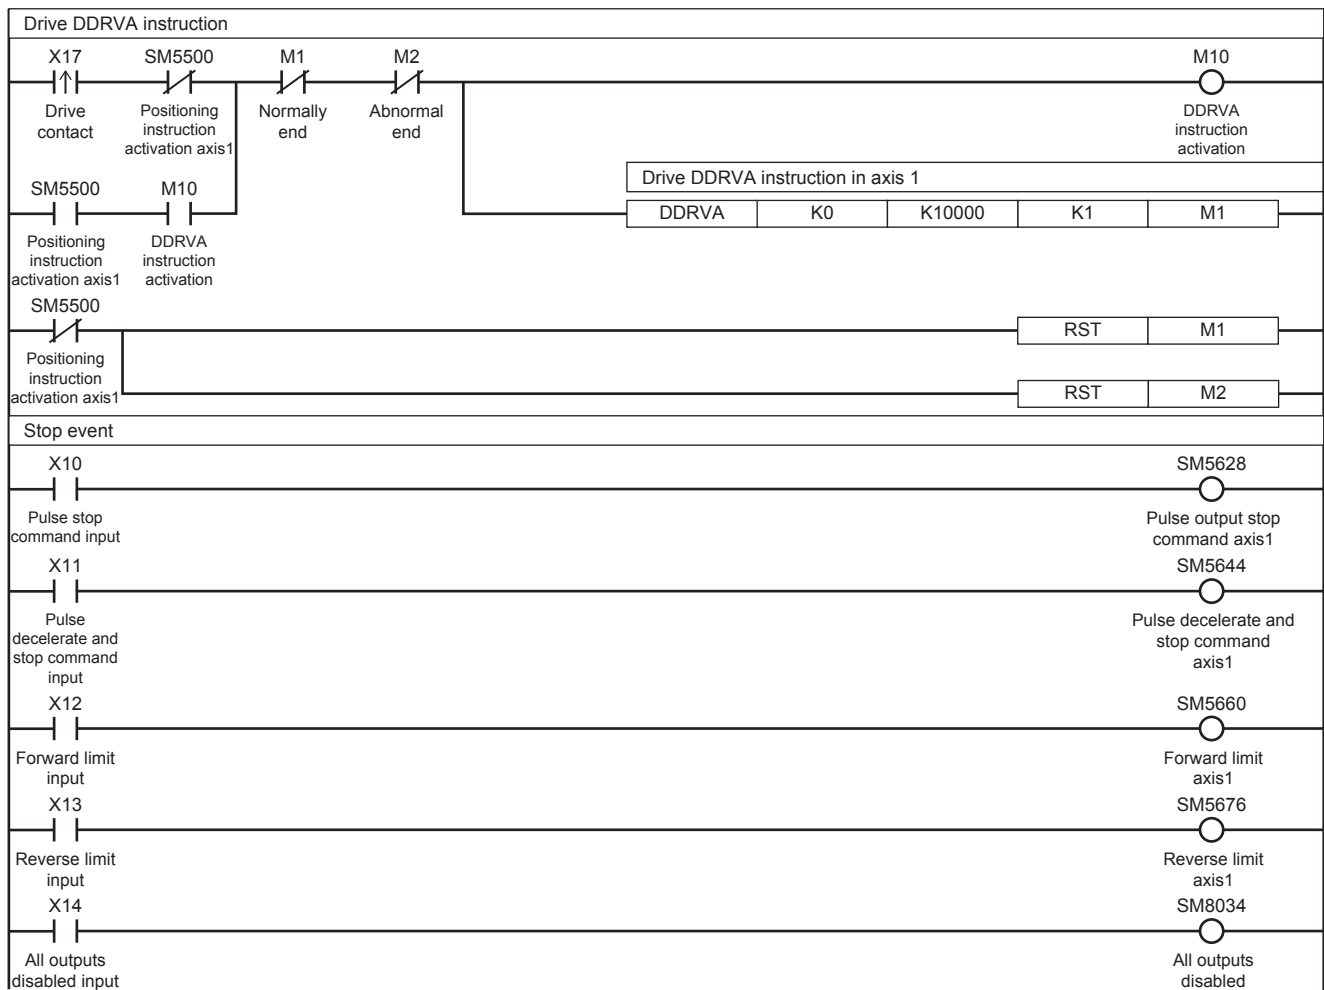 Drive DDRVA instruction
X17 SM5500 M1 M2 M10
Drive contact
Positioning instruction activation axis1
Normally end
Abnormal end
DDRVA instruction activation
Drive DDRVA instruction in axis 1
SM5500 M10
DDRVA K0 K10000 K1 M1
Positioning instruction activation axis1
DDRVA instruction activation
SM5500
RST M1
Positioning instruction activation axis1
RST M2
Stop event
X10 SM5628
Pulse stop command input
Pulse output stop command axis1
X11 SM5644
Pulse decelerate and stop command input
Pulse decelerate and stop command axis1
X12 SM5660
Forward limit input
Forward limit axis1
X13 SM5676
Reverse limit input
Reverse limit axis1
X14 SM8034
All outputs disabled input
All outputs disabled